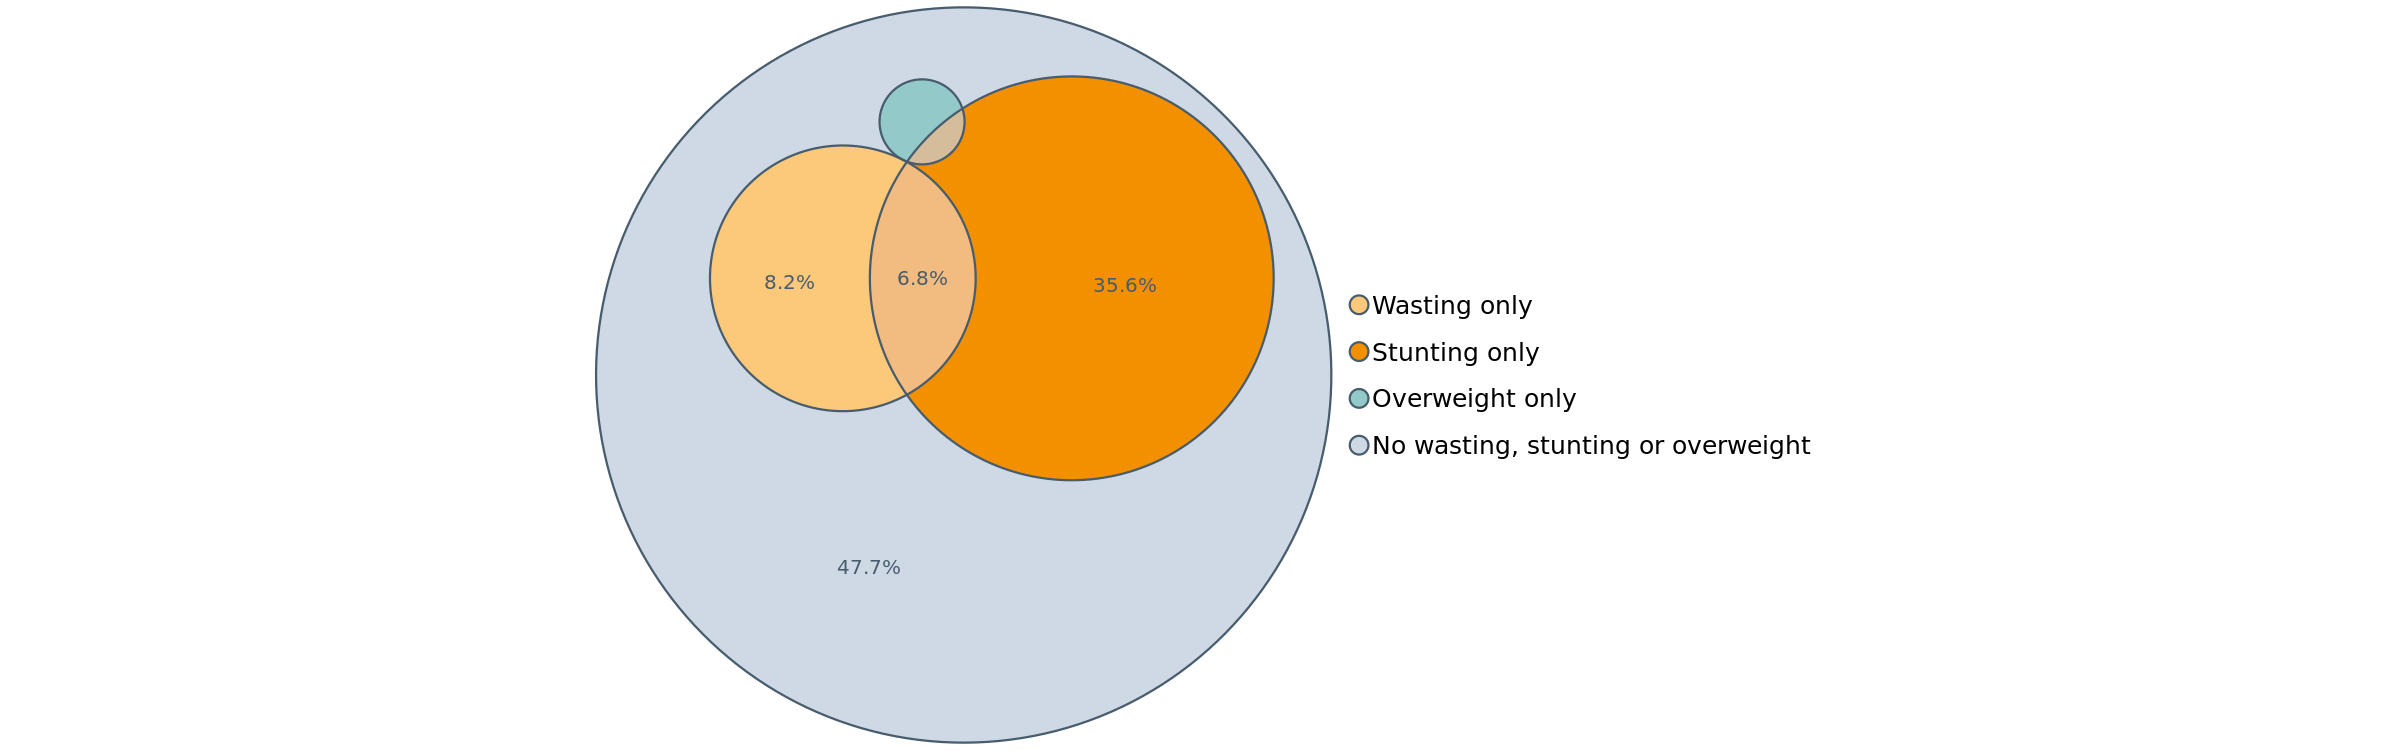 8.2%
6.8%
35.6%
47.7%
Wasting only
Stunting only
Overweight only
No wasting, stunting or overweight